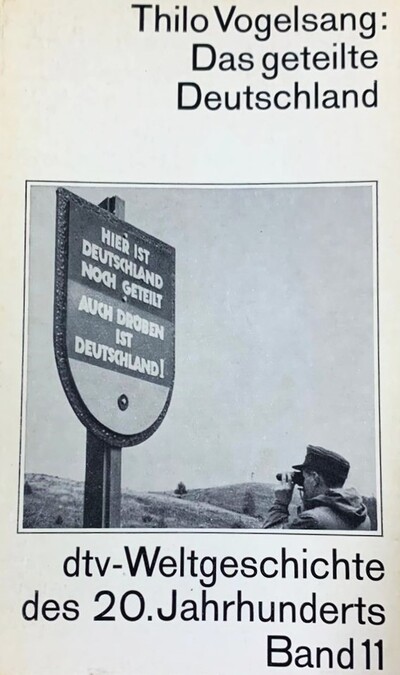 Thilo Vogelsang:
Das geteilte
Deutschland
HIER IST
DEUTSCHLAND
NOCH GETEILT
AUCH DRÜBEN
IST
DEUTSCHLAND!
dtv-Weltgeschichte
des 20. Jahrhunderts
Band 11